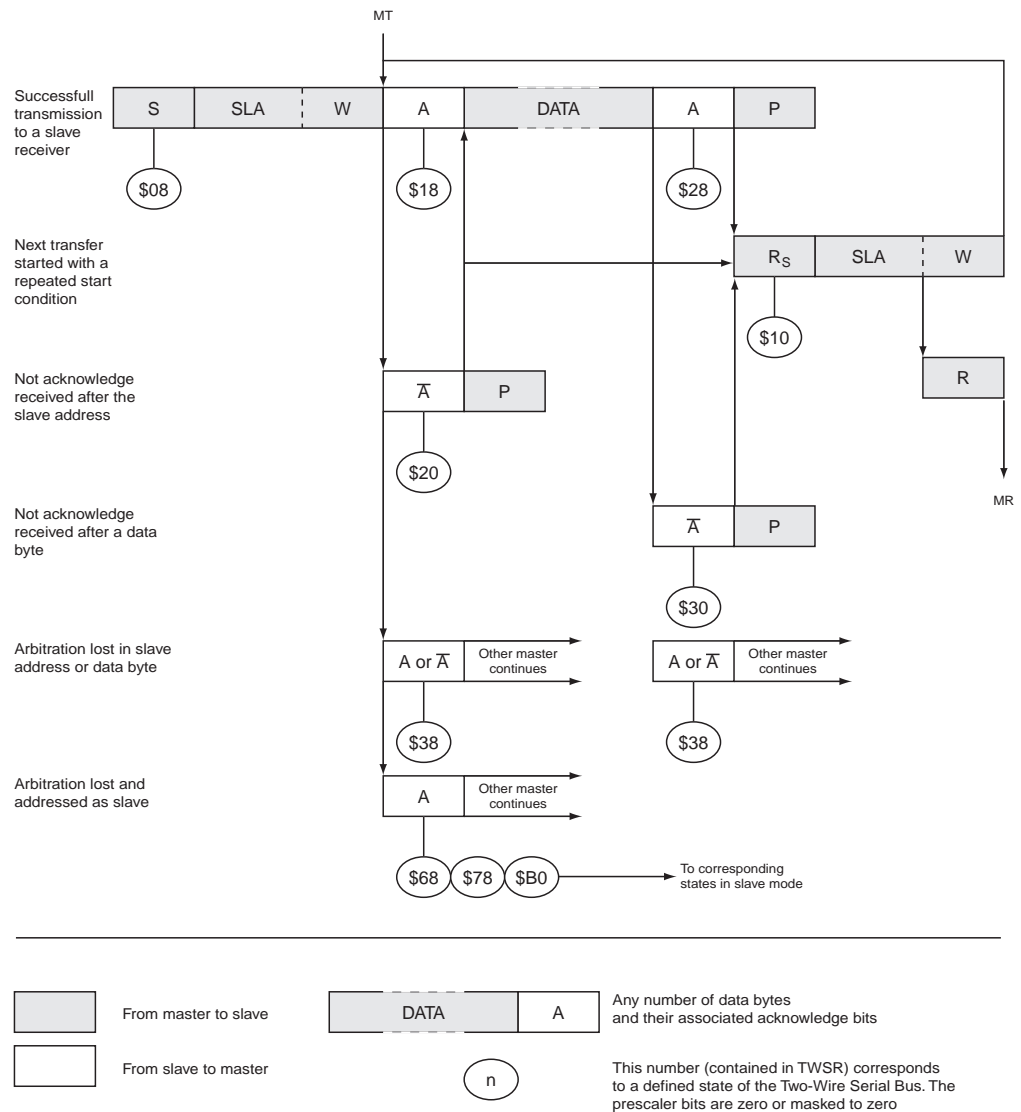 MT
Successfull
transmission
to a slave
receiver
S SLA W A DATA A P
$08 $18 $28
Next transfer
started with a
repeated start
condition
RS SLA W
$10
Not acknowledge
received after the
slave address
A̅ P
R
$20
MR
Not acknowledge
received after a data
byte
A̅ P
$30
Arbitration lost in slave
address or data byte
A or A̅ Other master
continues
A or A̅ Other master
continues
$38 $38
Arbitration lost and
addressed as slave
A Other master
continues
$68 $78 $B0
To corresponding
states in slave mode
From master to slave
DATA A
Any number of data bytes
and their associated acknowledge bits
From slave to master
n
This number (contained in TWSR) corresponds
to a defined state of the Two-Wire Serial Bus. The
prescaler bits are zero or masked to zero